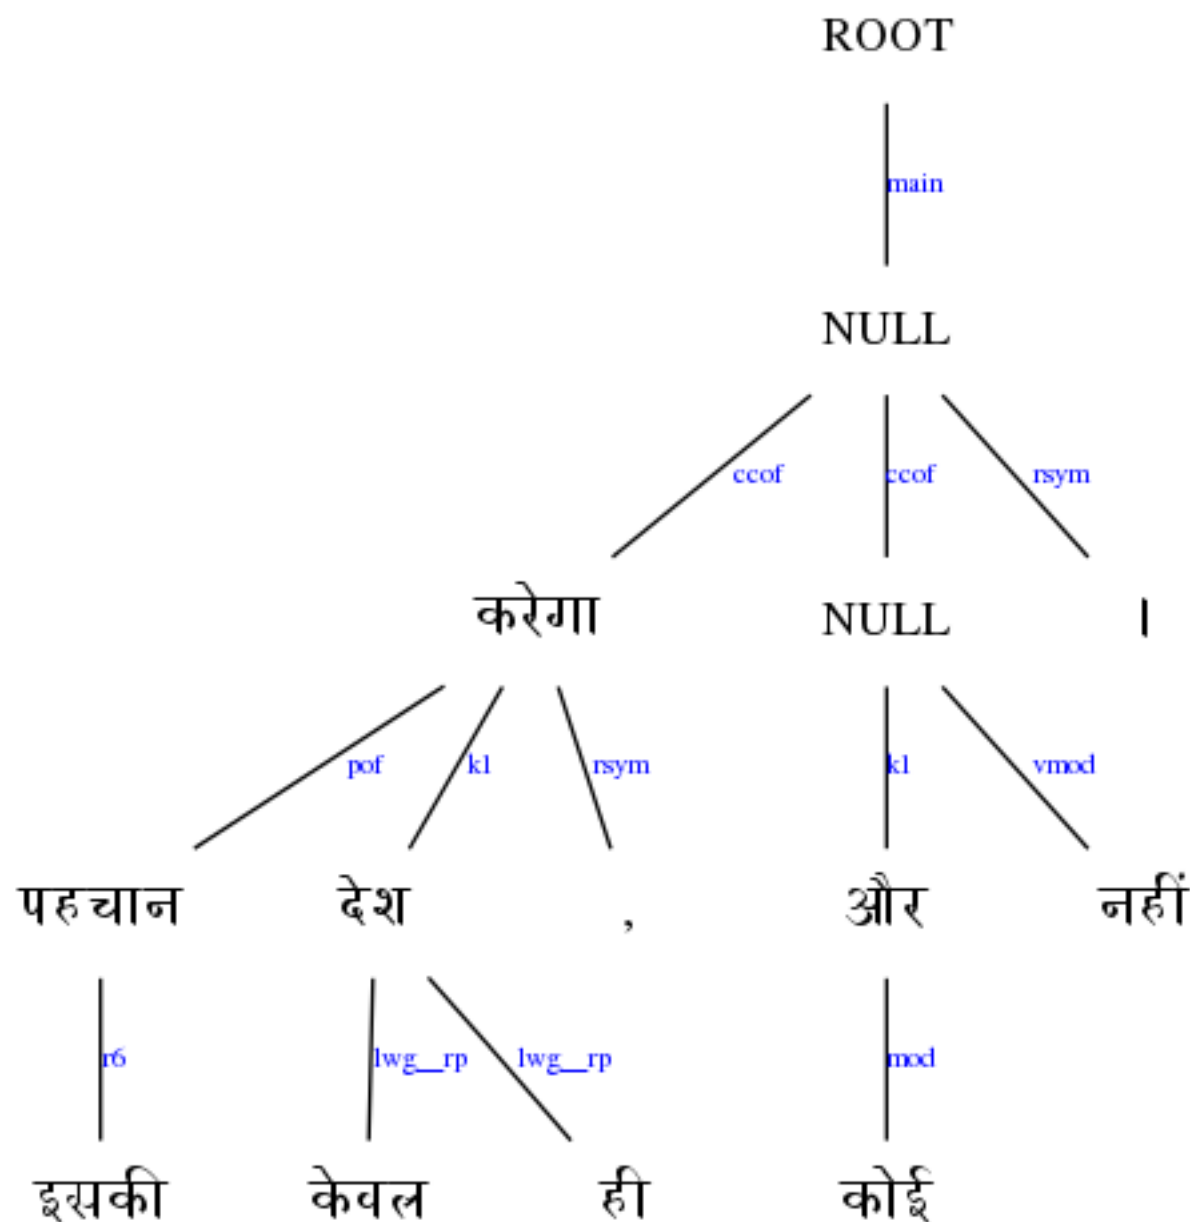 ROOT
main
NULL
ccof ccof rsym
करेगा NULL ।
pof k1 rsym k1 vmod
पहचान देश , और नहीं
r6 lwg__rp lwg__rp mod
इसकी केवल ही कोई